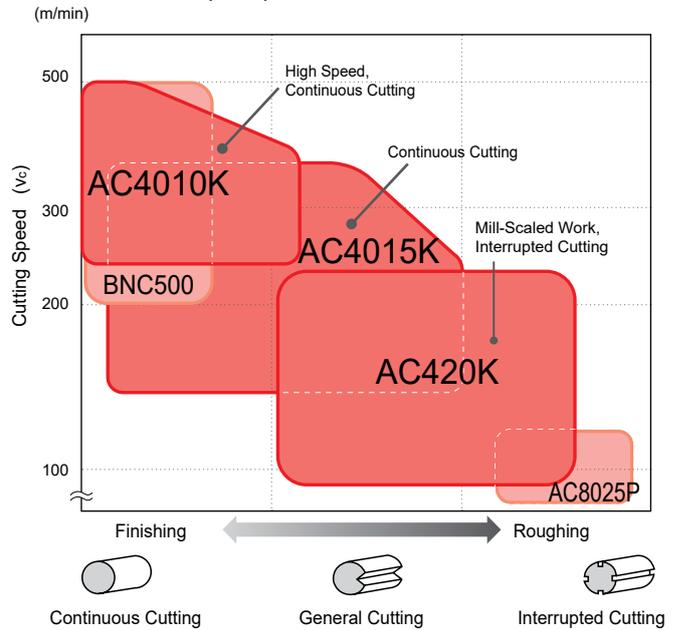 (m/min)
500
High Speed,
Continuous Cutting
Continuous Cutting
AC4010K
300
Mill-Scaled Work,
Interrupted Cutting
AC4015K
BNC500
200
AC420K
100
AC8025P
Cutting Speed (vc)
Finishing
Roughing
Continuous Cutting
General Cutting
Interrupted Cutting